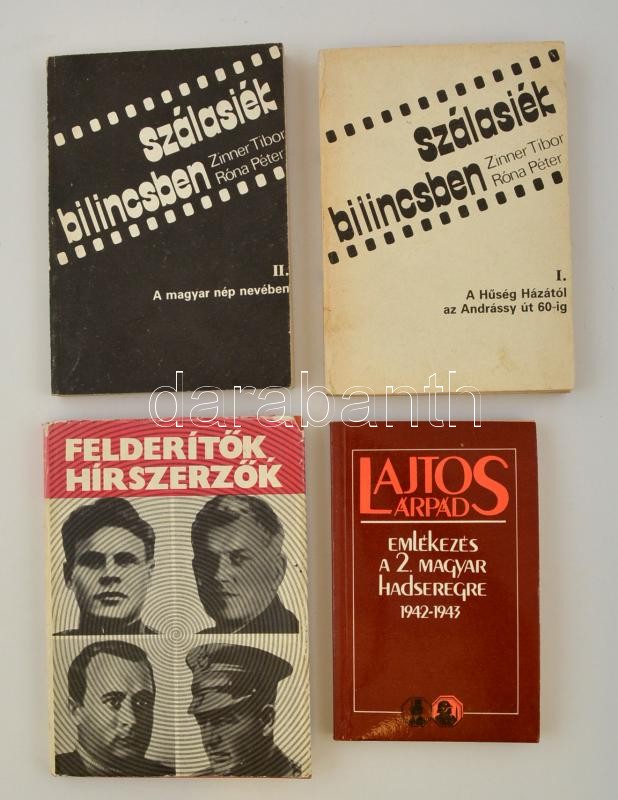 szálasiék
bilincsben
Zinner Tibor
Róna Péter
II.
A magyar nép nevében
szálasiék
bilincsben
Zinner Tibor
Róna Péter
I.
A Hűség Házától
az Andrássy út 60-ig
darabanth
FELDERÍTŐK,
HÍRSZERZŐK
LAJTOS
ÁRPÁD
EMLÉKEZÉS
A 2. MAGYAR
HADSEREGRE
1942-1943